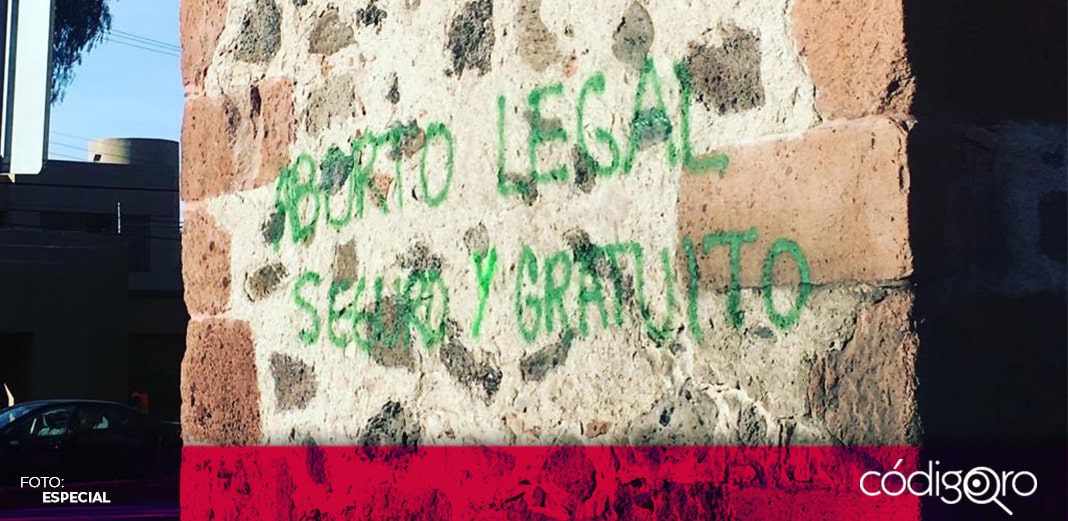 ABORTO LEGAL
SEGURO Y GRATUITO
FOTO:
ESPECIAL
códigoqro